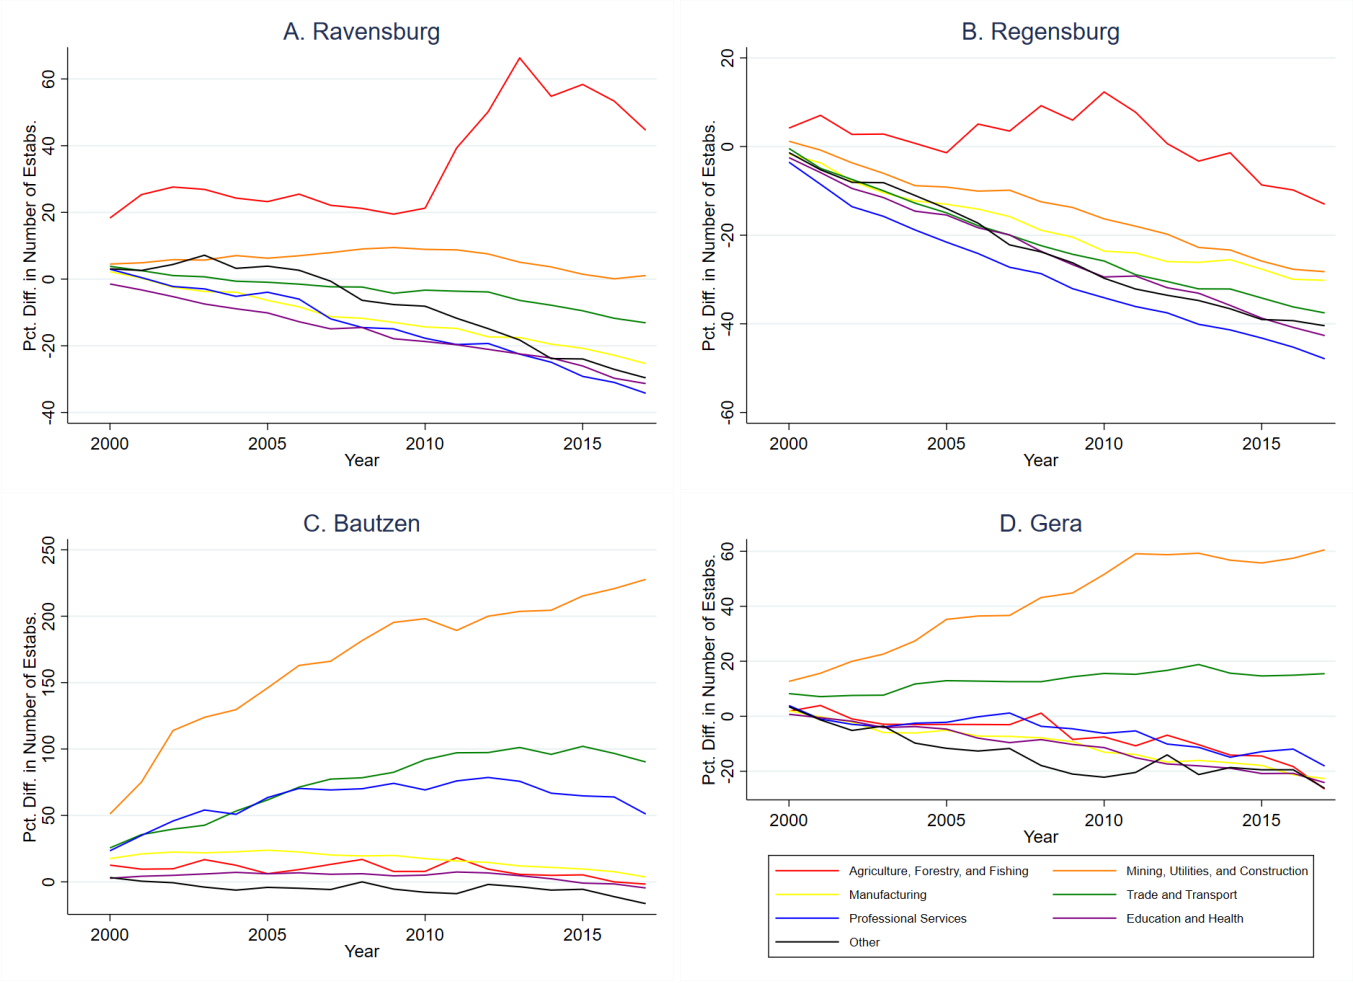 A. Ravensburg
Pct. Diff. in Number of Estabs.
60
40
20
0
-20
-40
2000 2005 2010 2015
Year
B. Regensburg
Pct. Diff. in Number of Estabs.
20
0
-20
-40
-60
2000 2005 2010 2015
Year
C. Bautzen
Pct. Diff. in Number of Estabs.
250
200
150
100
50
0
2000 2005 2010 2015
Year
D. Gera
Pct. Diff. in Number of Estabs.
60
40
20
0
-20
2000 2005 2010 2015
Year
Agriculture, Forestry, and Fishing Mining, Utilities, and Construction
Manufacturing Trade and Transport
Professional Services Education and Health
Other